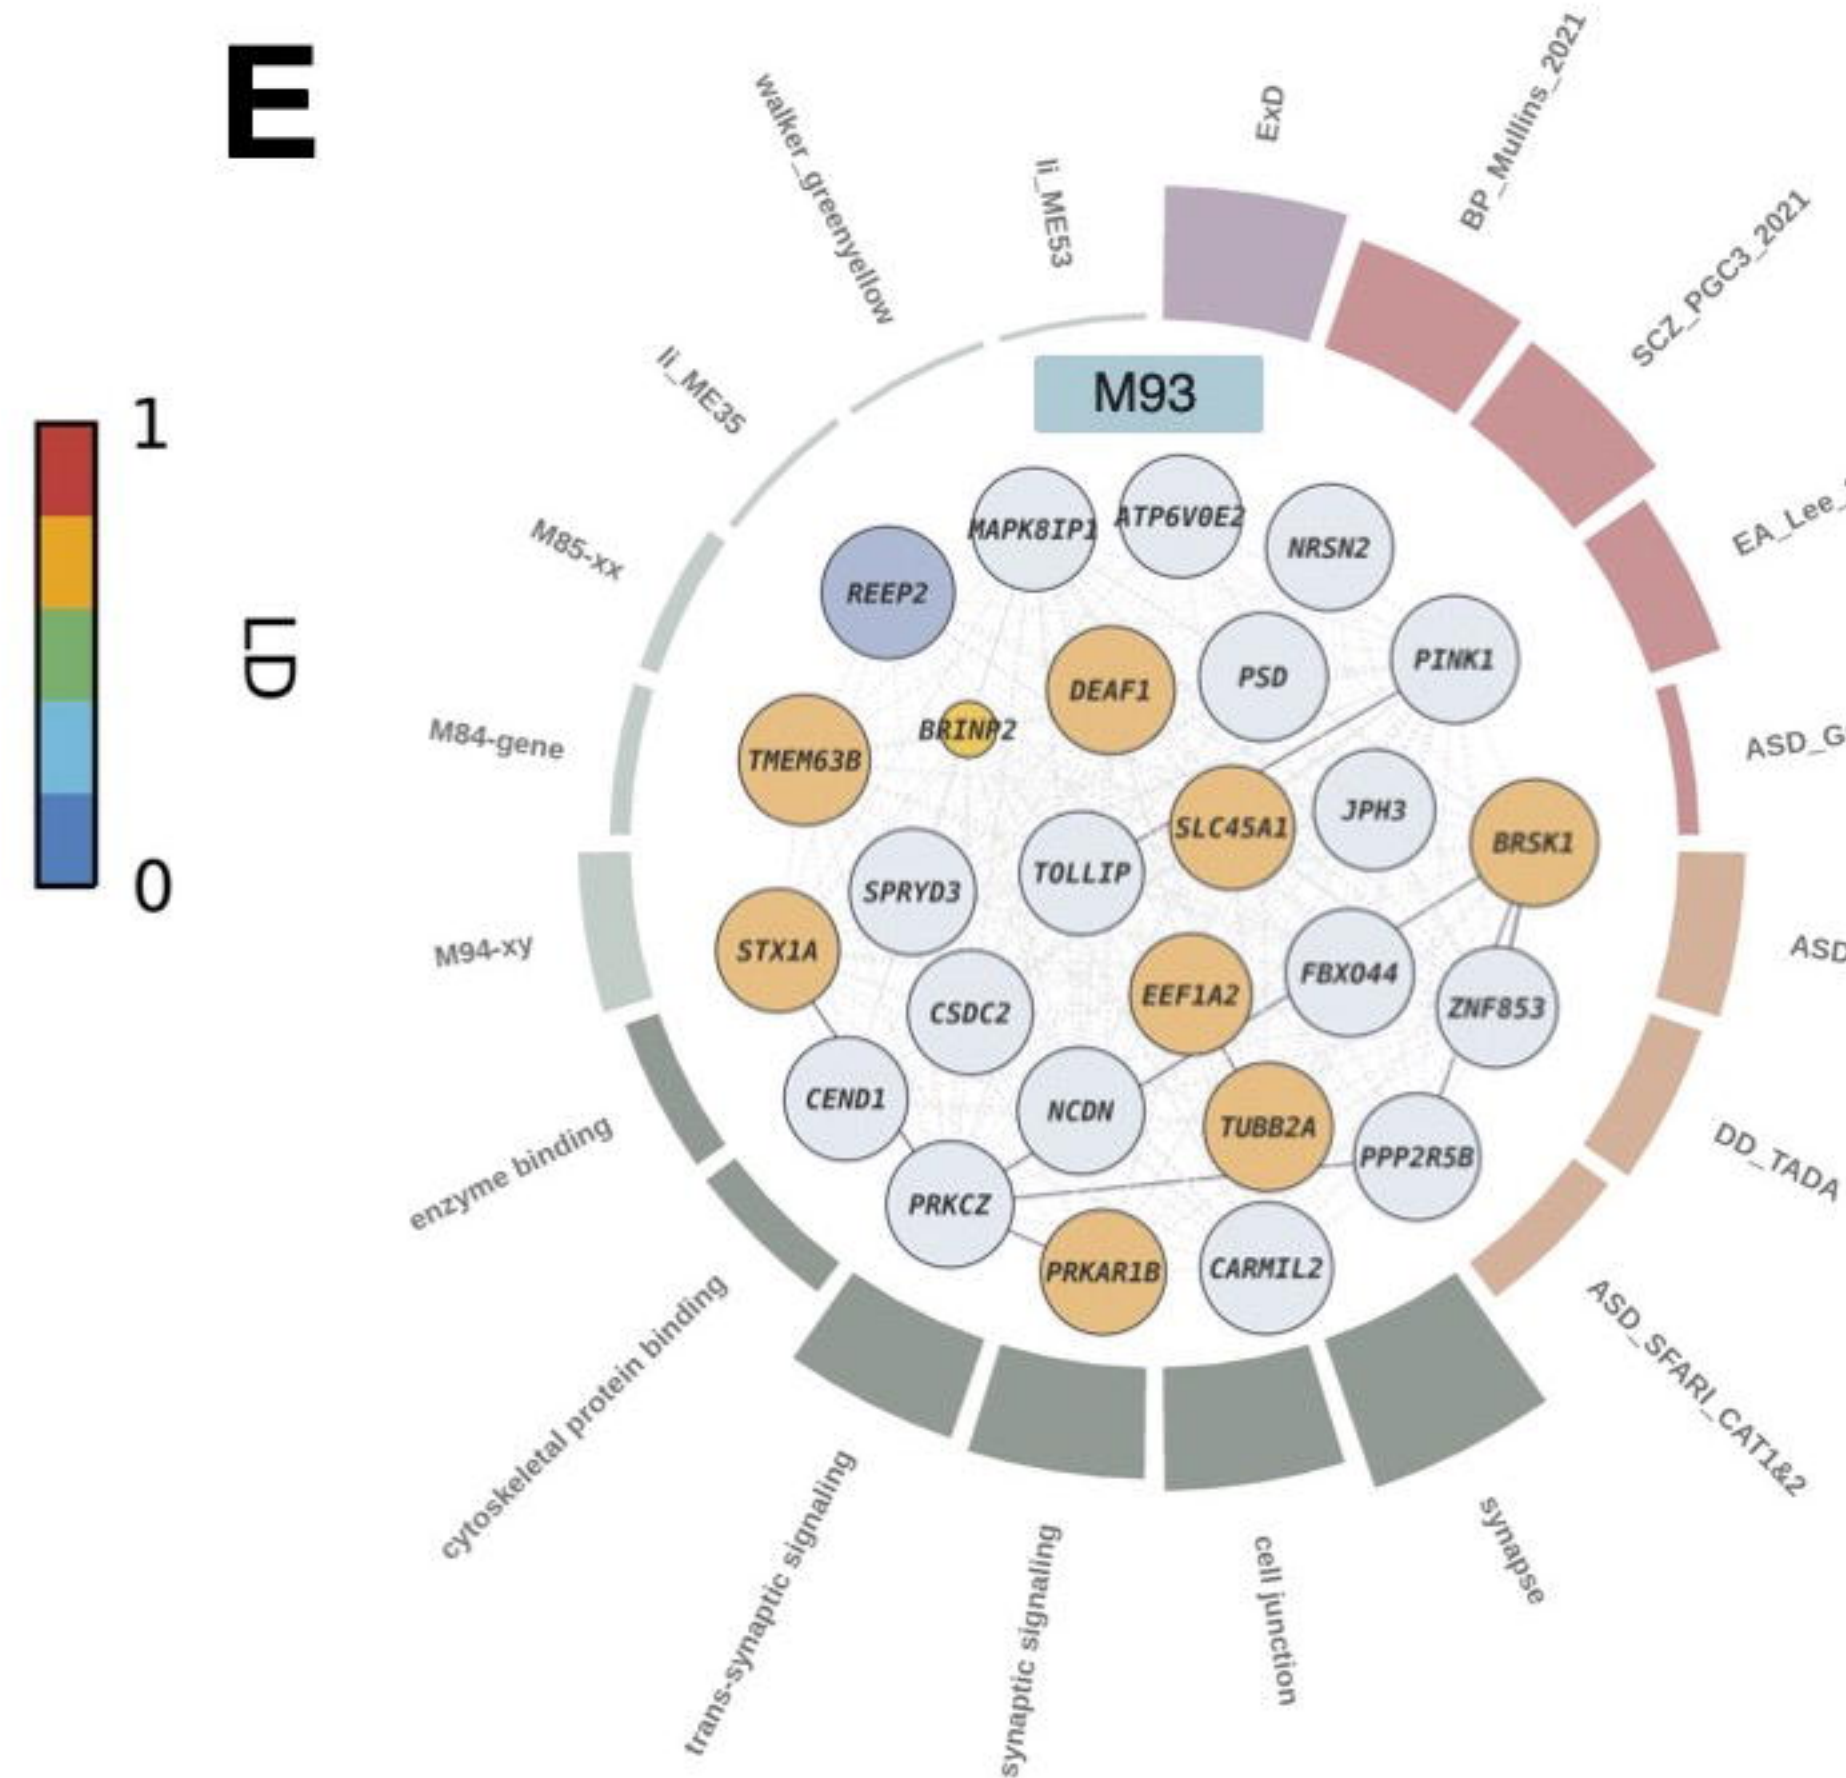 E
1
0
LD
walker_greenyellow
li_ME53
ExD
BP_Mullins_2021
SCZ_PGC3_2021
EA_Lee_
ASD_G
ASD
DD_TADA
ASD_SFARI_CAT1&2
synapse
cell junction
synaptic signaling
trans-synaptic signaling
cytoskeletal protein binding
enzyme binding
M94-xy
M84-gene
M85-xx
li_ME35
M93
MAPK8IP1
ATP6V0E2
NRSN2
REEP2
PINK1
DEAF1
PSD
BRINP2
TMEM63B
SLC45A1
JPH3
BRSK1
TOLLIP
SPRYD3
STX1A
FBXO44
EEF1A2
ZNF853
CSDC2
CEND1
NCDN
TUBB2A
PPP2R5B
PRKCZ
PRKAR1B
CARMIL2